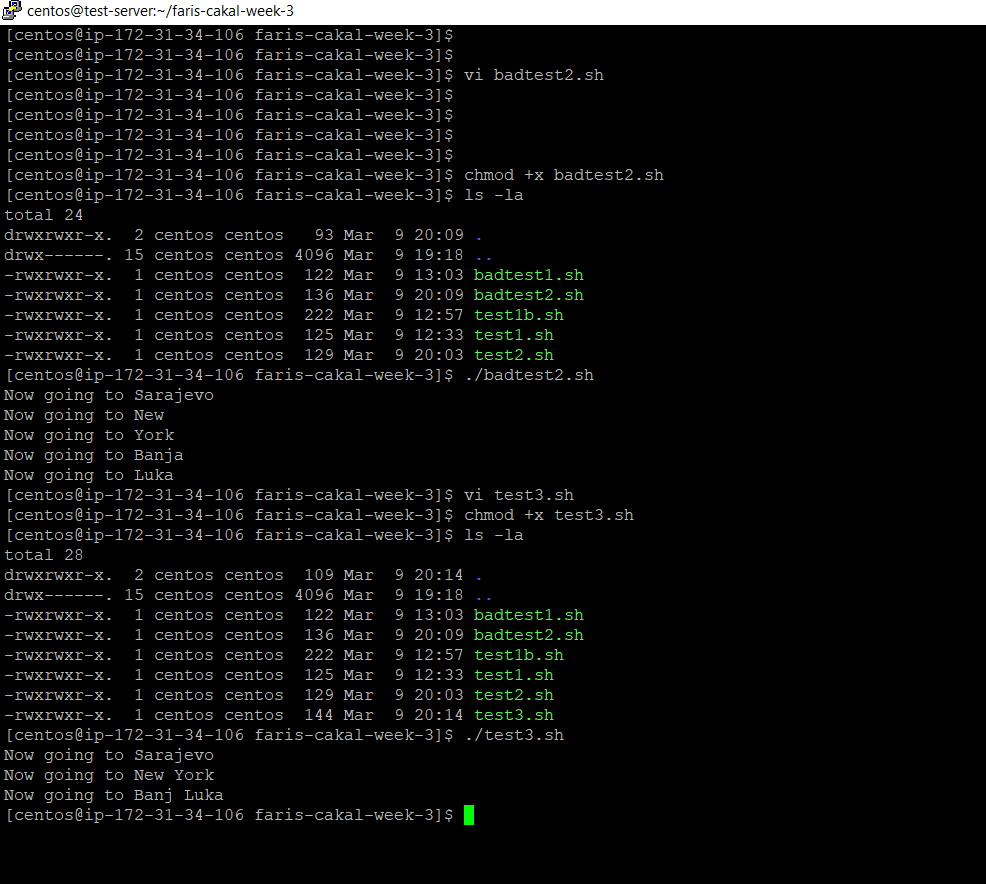 centos@test-server:~/faris-cakal-week-3
[centos@ip-172-31-34-106 faris-cakal-week-3]$
[centos@ip-172-31-34-106 faris-cakal-week-3]$
[centos@ip-172-31-34-106 faris-cakal-week-3]$ vi badtest2.sh
[centos@ip-172-31-34-106 faris-cakal-week-3]$
[centos@ip-172-31-34-106 faris-cakal-week-3]$
[centos@ip-172-31-34-106 faris-cakal-week-3]$
[centos@ip-172-31-34-106 faris-cakal-week-3]$
[centos@ip-172-31-34-106 faris-cakal-week-3]$ chmod +x badtest2.sh
[centos@ip-172-31-34-106 faris-cakal-week-3]$ ls -la
total 24
drwxrwxr-x.  2 centos centos   93 Mar  9 20:09 .
drwx------. 15 centos centos 4096 Mar  9 19:18 ..
-rwxrwxr-x.  1 centos centos  122 Mar  9 13:03 badtest1.sh
-rwxrwxr-x.  1 centos centos  136 Mar  9 20:09 badtest2.sh
-rwxrwxr-x.  1 centos centos  222 Mar  9 12:57 test1b.sh
-rwxrwxr-x.  1 centos centos  125 Mar  9 12:33 test1.sh
-rwxrwxr-x.  1 centos centos  129 Mar  9 20:03 test2.sh
[centos@ip-172-31-34-106 faris-cakal-week-3]$ ./badtest2.sh
Now going to Sarajevo
Now going to New
Now going to York
Now going to Banja
Now going to Luka
[centos@ip-172-31-34-106 faris-cakal-week-3]$ vi test3.sh
[centos@ip-172-31-34-106 faris-cakal-week-3]$ chmod +x test3.sh
[centos@ip-172-31-34-106 faris-cakal-week-3]$ ls -la
total 28
drwxrwxr-x.  2 centos centos  109 Mar  9 20:14 .
drwx------. 15 centos centos 4096 Mar  9 19:18 ..
-rwxrwxr-x.  1 centos centos  122 Mar  9 13:03 badtest1.sh
-rwxrwxr-x.  1 centos centos  136 Mar  9 20:09 badtest2.sh
-rwxrwxr-x.  1 centos centos  222 Mar  9 12:57 test1b.sh
-rwxrwxr-x.  1 centos centos  125 Mar  9 12:33 test1.sh
-rwxrwxr-x.  1 centos centos  129 Mar  9 20:03 test2.sh
-rwxrwxr-x.  1 centos centos  144 Mar  9 20:14 test3.sh
[centos@ip-172-31-34-106 faris-cakal-week-3]$ ./test3.sh
Now going to Sarajevo
Now going to New York
Now going to Banj Luka
[centos@ip-172-31-34-106 faris-cakal-week-3]$